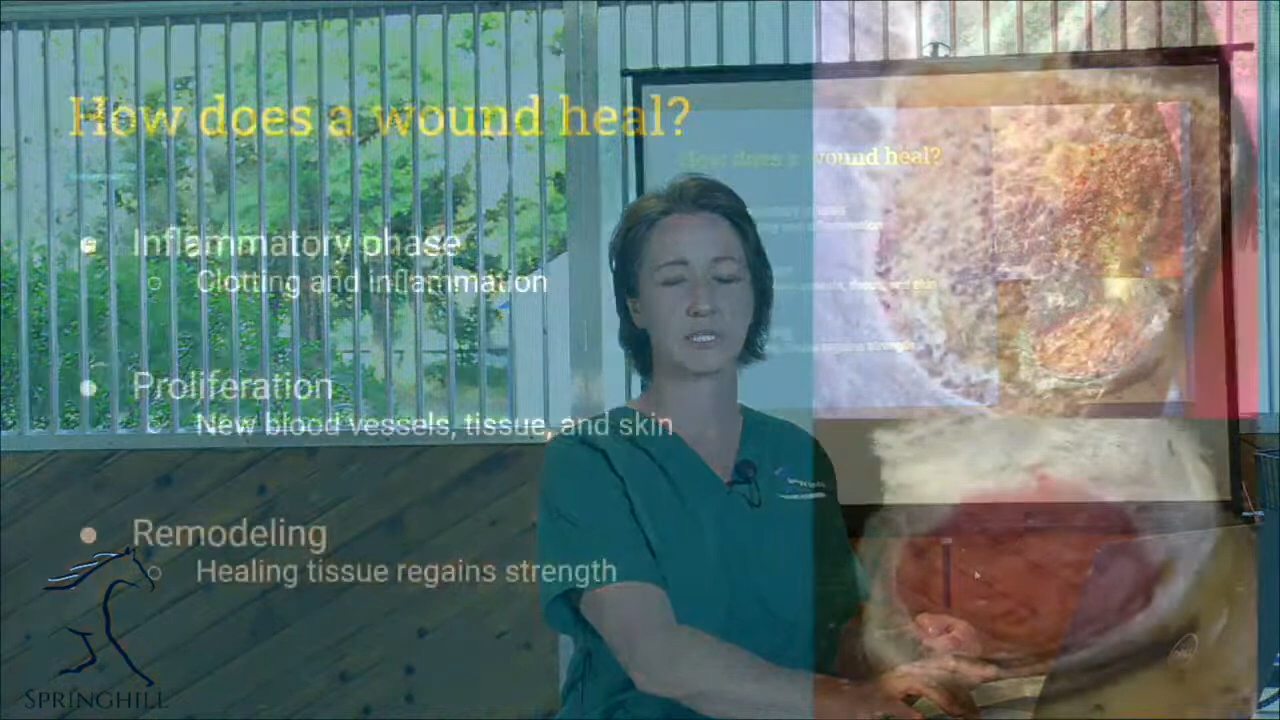 How does a wound heal?
How does a wound heal?
Inflammatory phase
Clotting and inflammation
Proliferation
New blood vessels, tissue, and skin
Remodeling
Healing tissue regains strength
SPRINGHILL